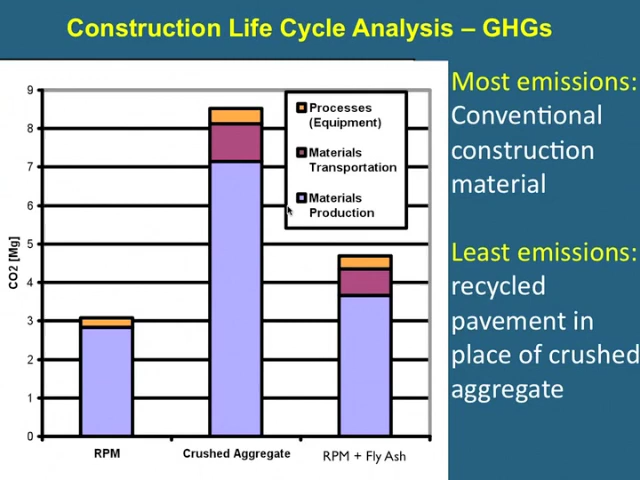 Construction Life Cycle Analysis – GHGs
Most emissions:
Conventional
construction
material
Least emissions:
recycled
pavement in
place of crushed
aggregate
CO2 [Mg]
9
8
7
6
5
4
3
2
1
0
Processes
(Equipment)
Materials
Transportation
Materials
Production
RPM
Crushed Aggregate
RPM + Fly Ash